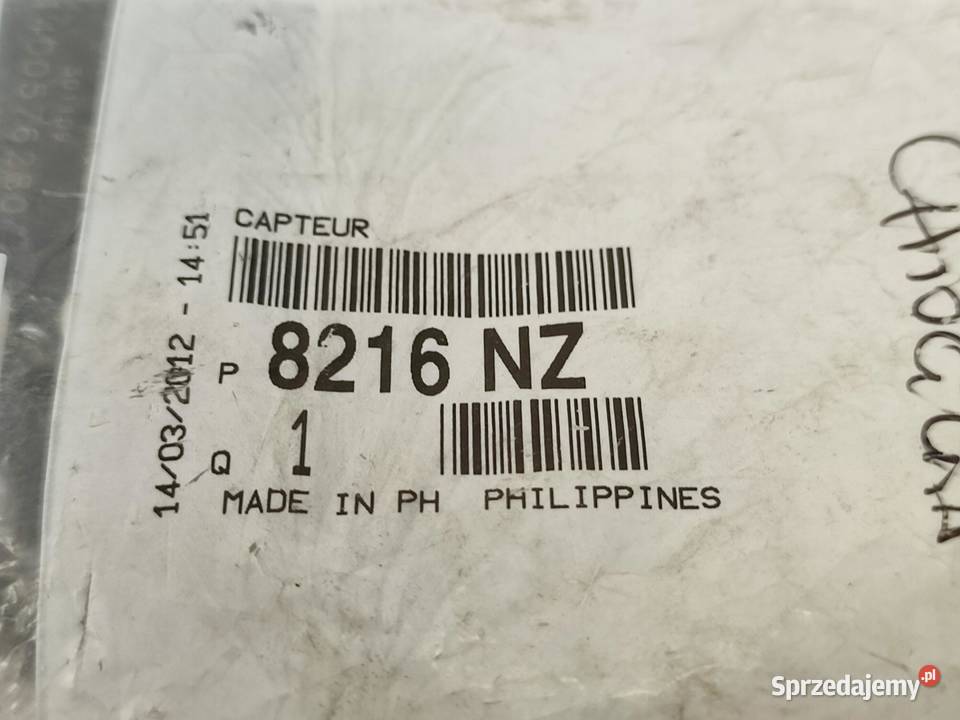 CAPTEUR
14/03/2012 - 14:51
P 8216 NZ
Q 1
MADE IN PH PHILIPPINES
Sprzedajemy.pl